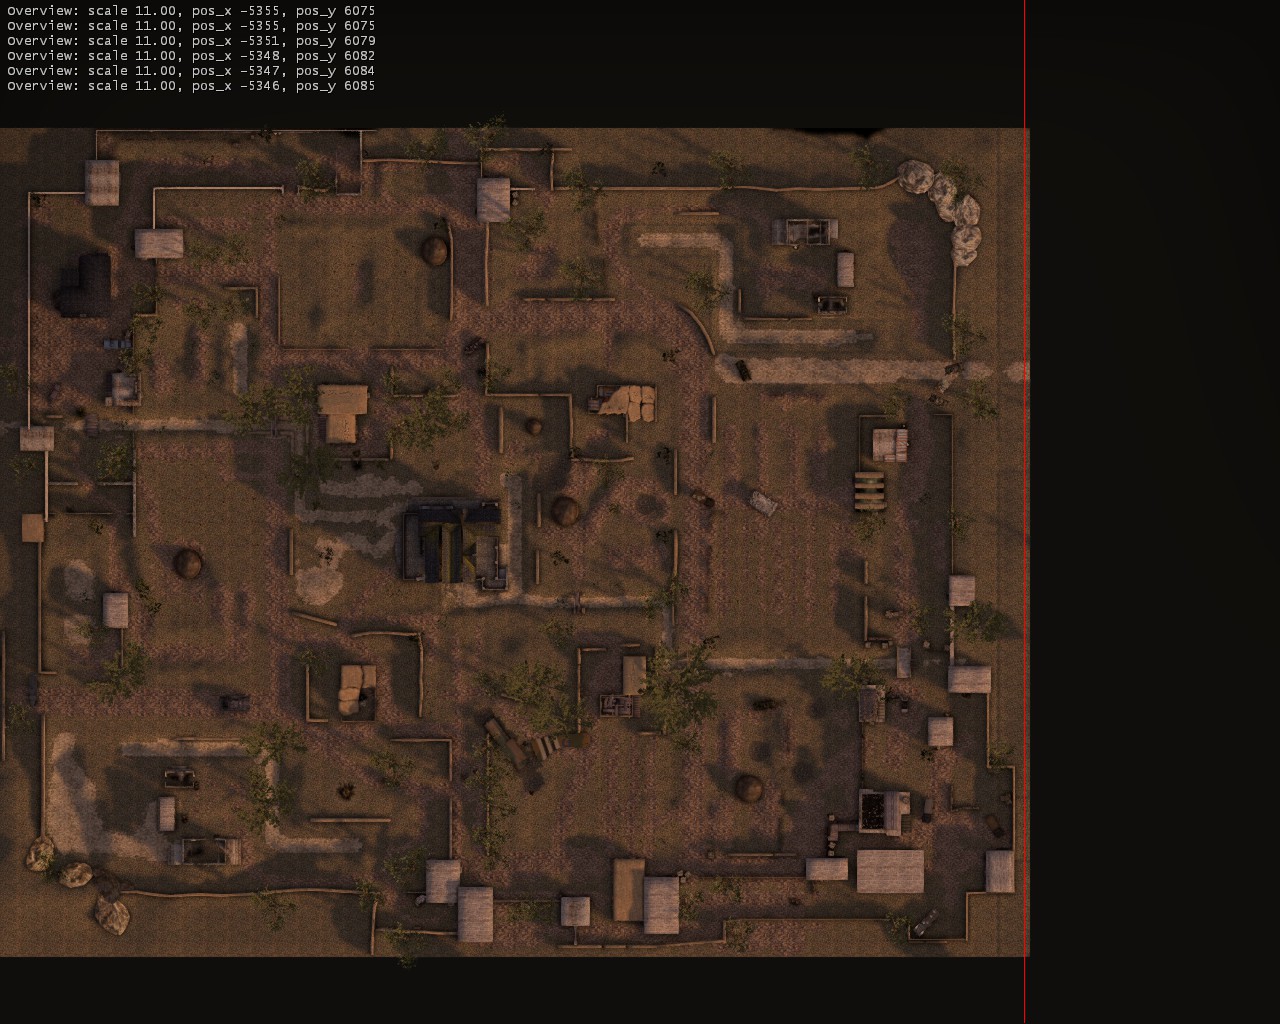 Overview: scale 11.00, pos_x -5355, pos_y 6075
Overview: scale 11.00, pos_x -5355, pos_y 6075
Overview: scale 11.00, pos_x -5351, pos_y 6079
Overview: scale 11.00, pos_x -5348, pos_y 6082
Overview: scale 11.00, pos_x -5347, pos_y 6084
Overview: scale 11.00, pos_x -5346, pos_y 6085